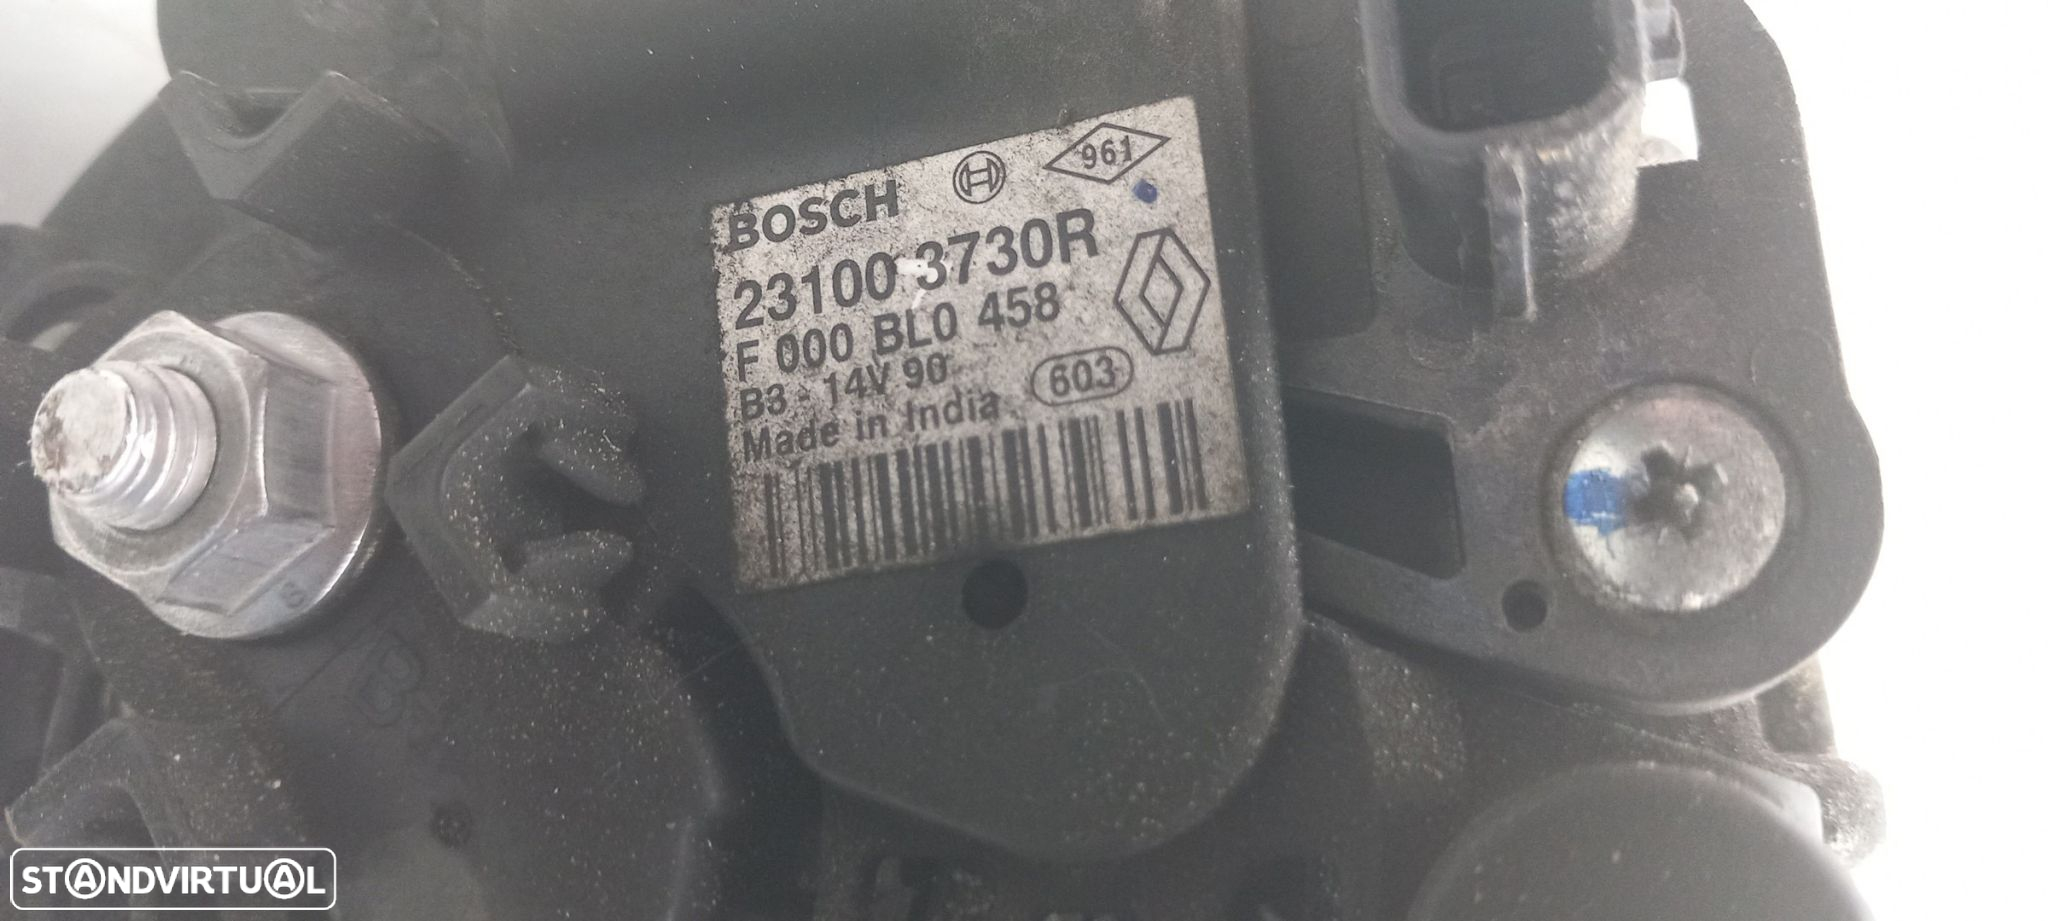 BOSCH
961
23100 3730R
F 000 BL0 458
B3 - 14V 90
Made in India
603
B+
S
STANDVIRTUAL